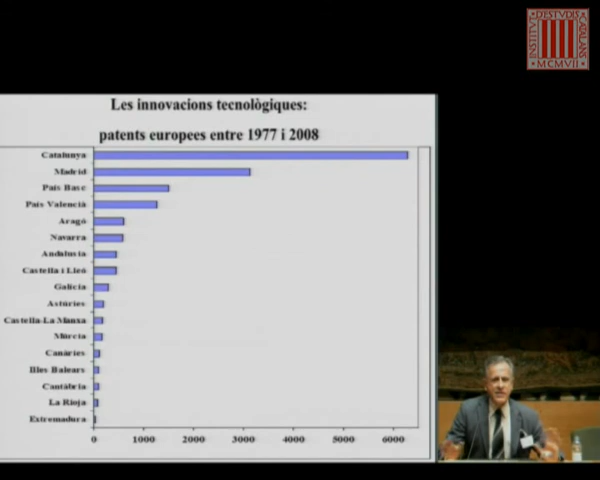 INSTITVT D'ESTVDIS CATALANS
MCMVII
Les innovacions tecnològiques:
patents europees entre 1977 i 2008
Catalunya
Madrid
País Basc
País Valencià
Aragó
Navarra
Andalusia
Castella i Lleó
Galícia
Astúries
Castella-La Manxa
Múrcia
Canàries
Illes Balears
Cantàbria
La Rioja
Extremadura
0 1000 2000 3000 4000 5000 6000